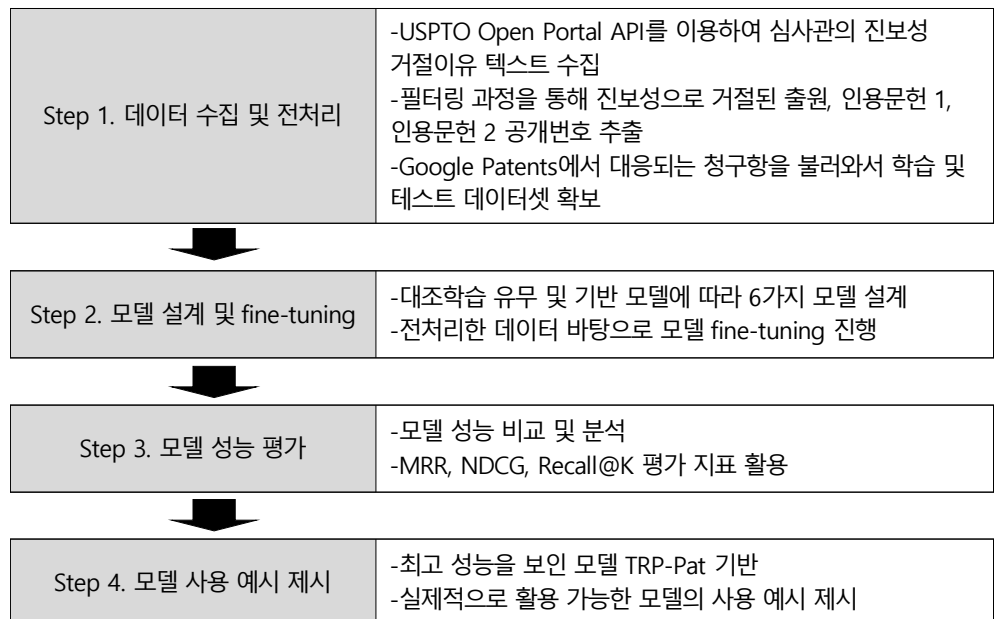 Step 1. 데이터 수집 및 전처리
-USPTO Open Portal API를 이용하여 심사관의 진보성
거절이유 텍스트 수집
-필터링 과정을 통해 진보성으로 거절된 출원, 인용문헌 1,
인용문헌 2 공개번호 추출
-Google Patents에서 대응되는 청구항을 불러와서 학습 및
테스트 데이터셋 확보
Step 2. 모델 설계 및 fine-tuning
-대조학습 유무 및 기반 모델에 따라 6가지 모델 설계
-전처리한 데이터 바탕으로 모델 fine-tuning 진행
Step 3. 모델 성능 평가
-모델 성능 비교 및 분석
-MRR, NDCG, Recall@K 평가 지표 활용
Step 4. 모델 사용 예시 제시
-최고 성능을 보인 모델 TRP-Pat 기반
-실제적으로 활용 가능한 모델의 사용 예시 제시